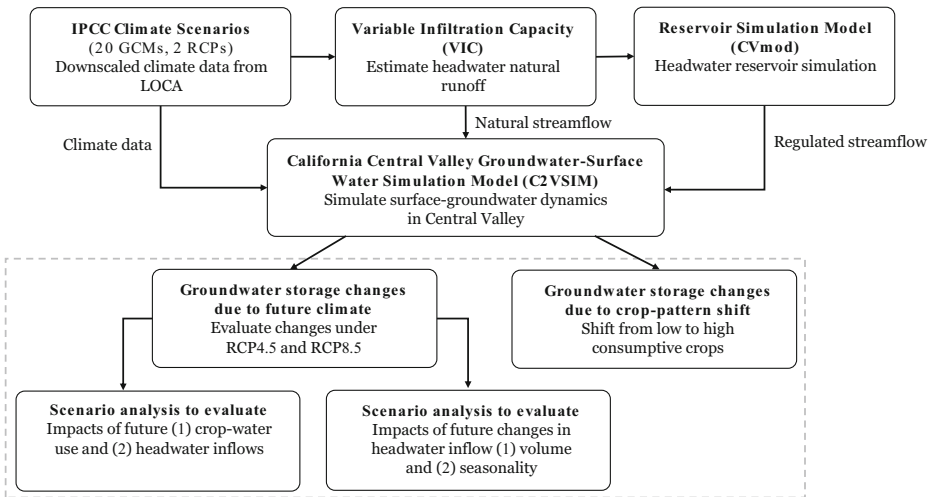 IPCC Climate Scenarios
(20 GCMs, 2 RCPs)
Downscaled climate data from
LOCA
Variable Infiltration Capacity
(VIC)
Estimate headwater natural
runoff
Reservoir Simulation Model
(CVmod)
Headwater reservoir simulation
Climate data
Natural streamflow
Regulated streamflow
California Central Valley Groundwater-Surface
Water Simulation Model (C2VSIM)
Simulate surface-groundwater dynamics
in Central Valley
Groundwater storage changes
due to future climate
Evaluate changes under
RCP4.5 and RCP8.5
Groundwater storage changes
due to crop-pattern shift
Shift from low to high
consumptive crops
Scenario analysis to evaluate
Impacts of future (1) crop-water
use and (2) headwater inflows
Scenario analysis to evaluate
Impacts of future changes in
headwater inflow (1) volume
and (2) seasonality